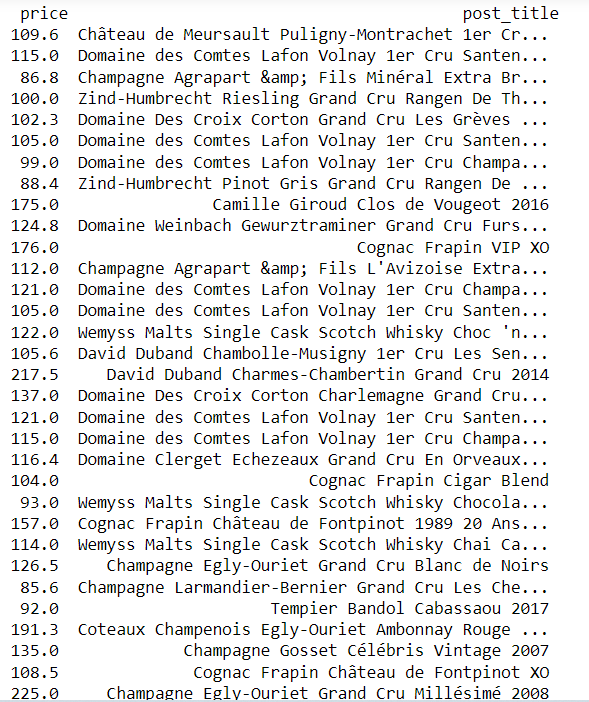 price post_title
109.6 Château de Meursault Puligny-Montrachet 1er Cr...
115.0 Domaine des Comtes Lafon Volnay 1er Cru Santen...
86.8 Champagne Agrapart &amp; Fils Minéral Extra Br...
100.0 Zind-Humbrecht Riesling Grand Cru Rangen De Th...
102.3 Domaine Des Croix Corton Grand Cru Les Grèves ...
105.0 Domaine des Comtes Lafon Volnay 1er Cru Santen...
99.0 Domaine des Comtes Lafon Volnay 1er Cru Champa...
88.4 Zind-Humbrecht Pinot Gris Grand Cru Rangen De ...
175.0 Camille Giroud Clos de Vougeot 2016
124.8 Domaine Weinbach Gewurztraminer Grand Cru Furs...
176.0 Cognac Frapin VIP XO
112.0 Champagne Agrapart &amp; Fils L'Avizoise Extra...
121.0 Domaine des Comtes Lafon Volnay 1er Cru Champa...
105.0 Domaine des Comtes Lafon Volnay 1er Cru Santen...
122.0 Wemyss Malts Single Cask Scotch Whisky Choc 'n...
105.6 David Duband Chambolle-Musigny 1er Cru Les Sen...
217.5 David Duband Charmes-Chambertin Grand Cru 2014
137.0 Domaine Des Croix Corton Charlemagne Grand Cru...
121.0 Domaine des Comtes Lafon Volnay 1er Cru Santen...
115.0 Domaine des Comtes Lafon Volnay 1er Cru Champa...
116.4 Domaine Clerget Echezeaux Grand Cru En Orveaux...
104.0 Cognac Frapin Cigar Blend
93.0 Wemyss Malts Single Cask Scotch Whisky Chocola...
157.0 Cognac Frapin Château de Fontpinot 1989 20 Ans...
114.0 Wemyss Malts Single Cask Scotch Whisky Chai Ca...
126.5 Champagne Egly-Ouriet Grand Cru Blanc de Noirs
85.6 Champagne Larmandier-Bernier Grand Cru Les Che...
92.0 Tempier Bandol Cabassaou 2017
191.3 Coteaux Champenois Egly-Ouriet Ambonnay Rouge ...
135.0 Champagne Gosset Célébris Vintage 2007
108.5 Cognac Frapin Château de Fontpinot XO
225.0 Champagne Egly-Ouriet Grand Cru Millésimé 2008